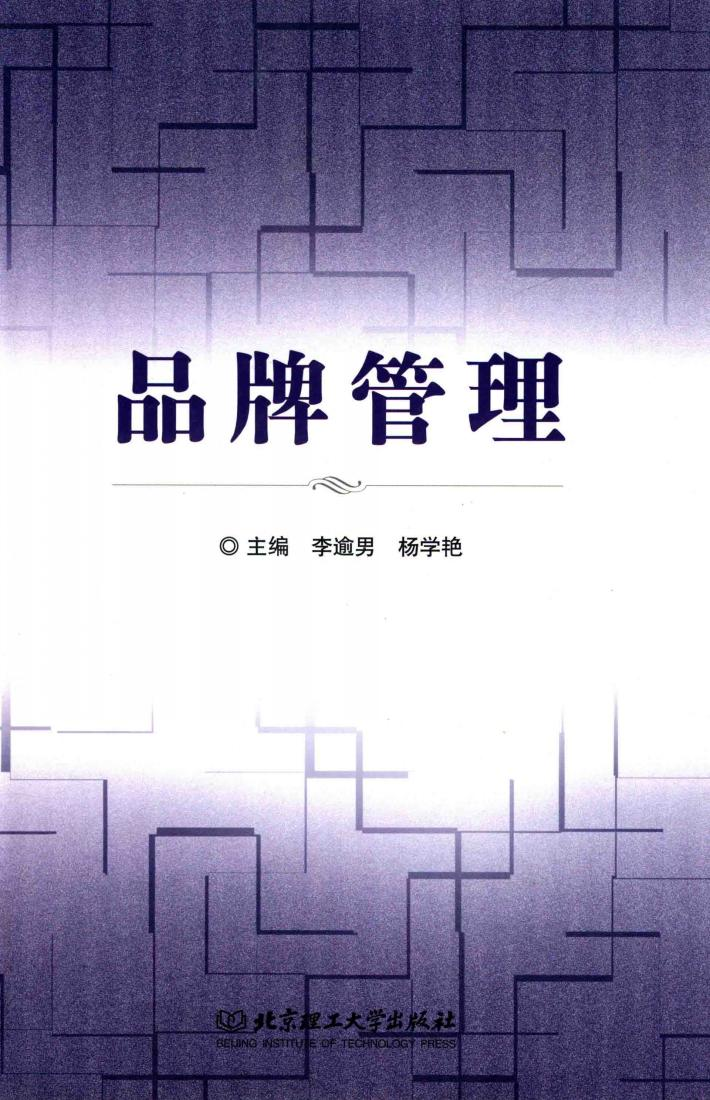 品牌管理
◎主编 李逾男 杨学艳
北京理工大学出版社
BEIJING INSTITUTE OF TECHNOLOGY PRESS